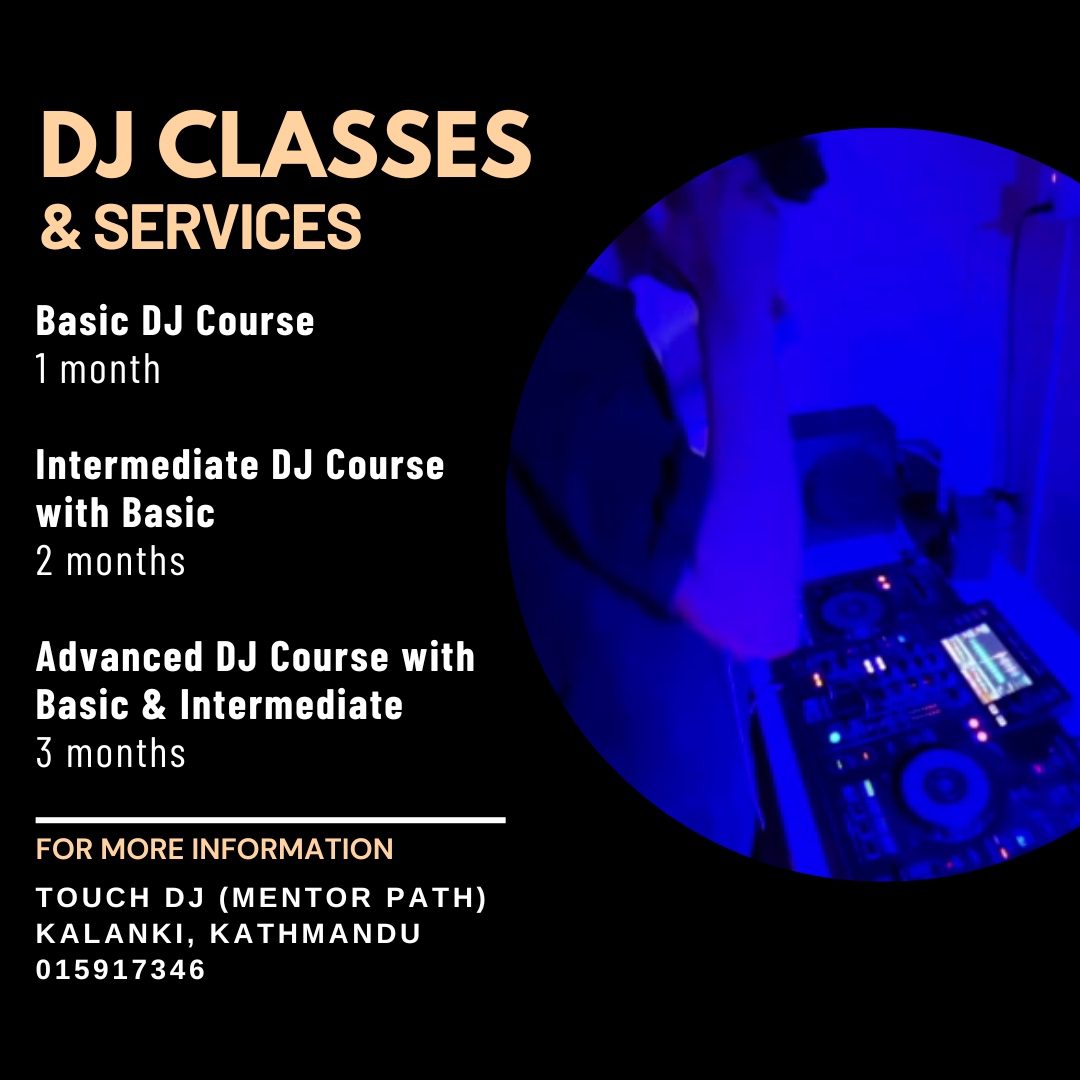 DJ CLASSES
& SERVICES
Basic DJ Course
1 month
Intermediate DJ Course
with Basic
2 months
Advanced DJ Course with
Basic & Intermediate
3 months
FOR MORE INFORMATION
TOUCH DJ (MENTOR PATH)
KALANKI, KATHMANDU
015917346